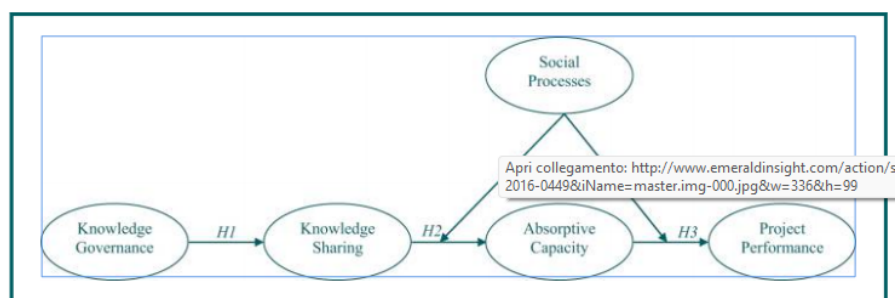 Social
Processes
Apri collegamento: http://www.emeraldinsight.com/action/s
2016-0449&iName=master.img-000.jpg&w=336&h=99
Knowledge
Governance
H1
Knowledge
Sharing
H2
Absorptive
Capacity
H3
Project
Performance